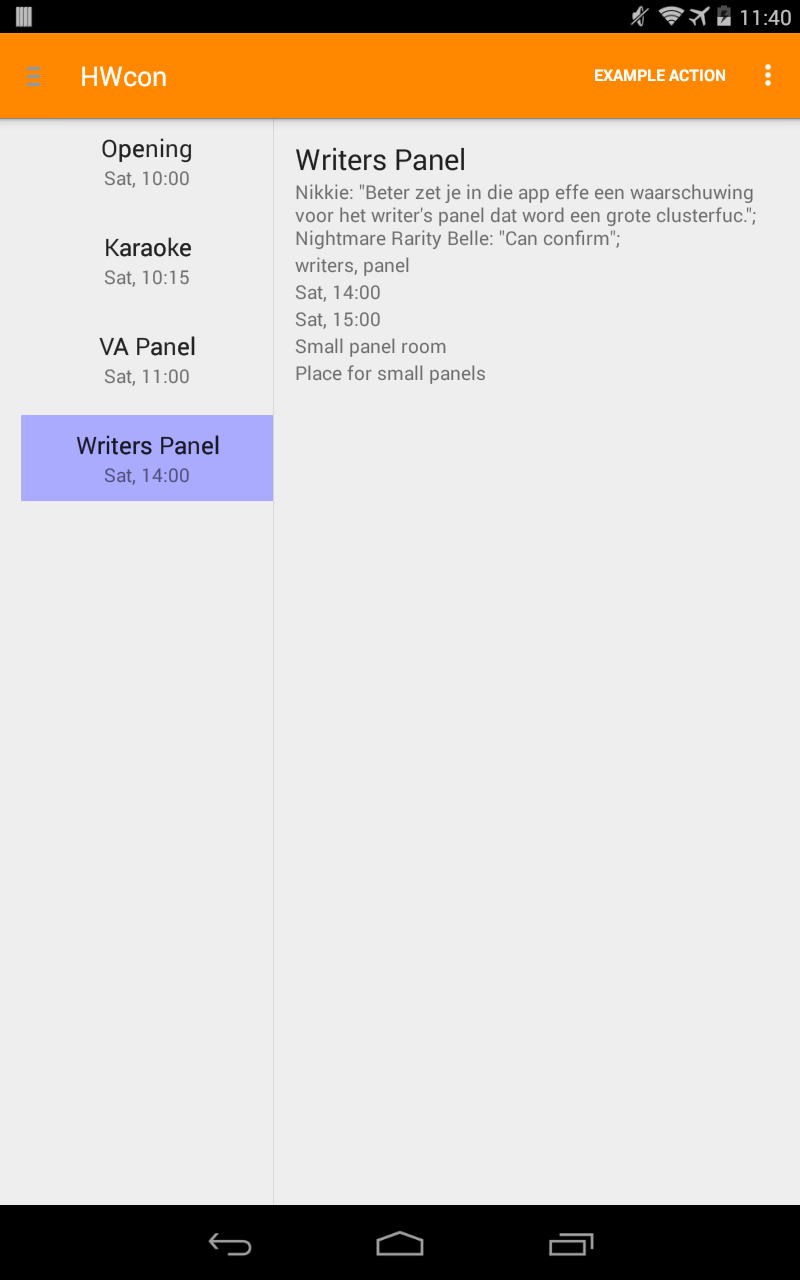 11:40
HWcon
EXAMPLE ACTION
Opening
Sat, 10:00
Karaoke
Sat, 10:15
VA Panel
Sat, 11:00
Writers Panel
Sat, 14:00
Writers Panel
Nikkie: "Beter zet je in die app effe een waarschuwing
voor het writer's panel dat word een grote clusterfuc.";
Nightmare Rarity Belle: "Can confirm";
writers, panel
Sat, 14:00
Sat, 15:00
Small panel room
Place for small panels